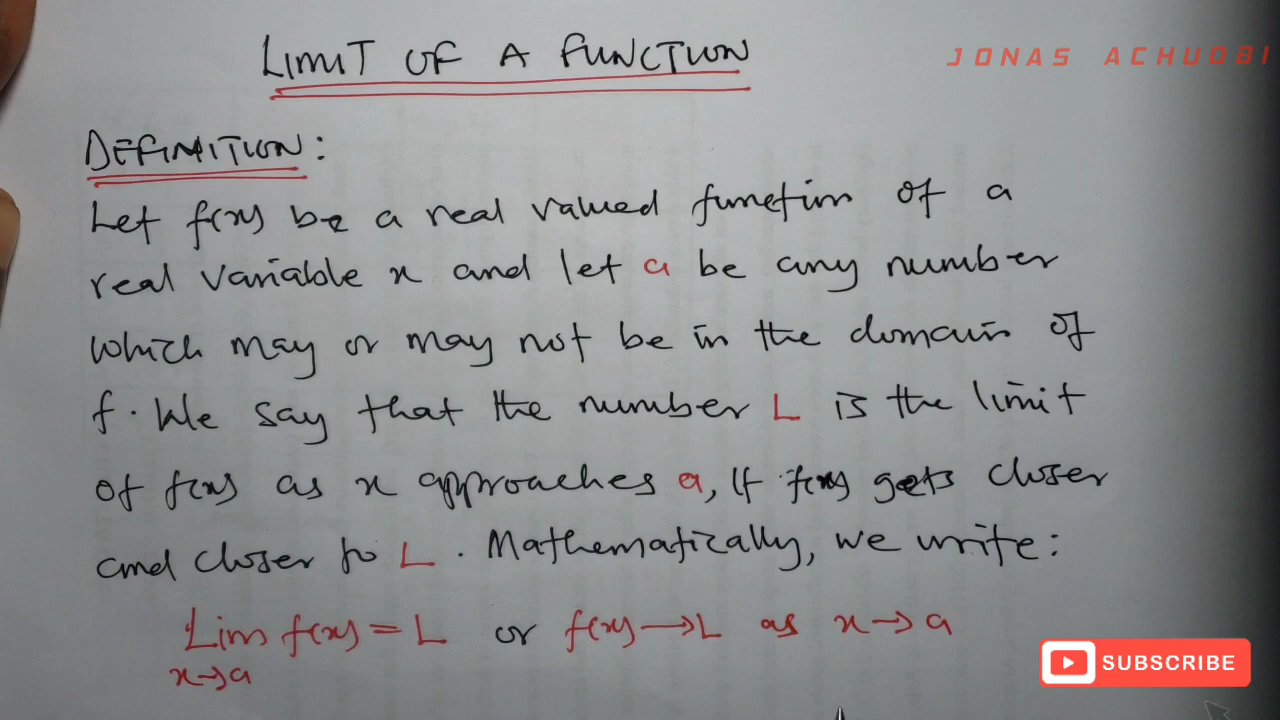 LIMIT OF A FUNCTION
JONAS ACHUOBI
DEFINITION:
Let f(x) be a real valued function of a
real variable x and let a be any number
which may or may not be in the domain of
f. We say that the number L is the limit
of f(x) as x approaches a, If f(x) gets closer
and closer to L. Mathematically, we write:
Lim f(x) = L or f(x) → L as x → a
x→a
SUBSCRIBE